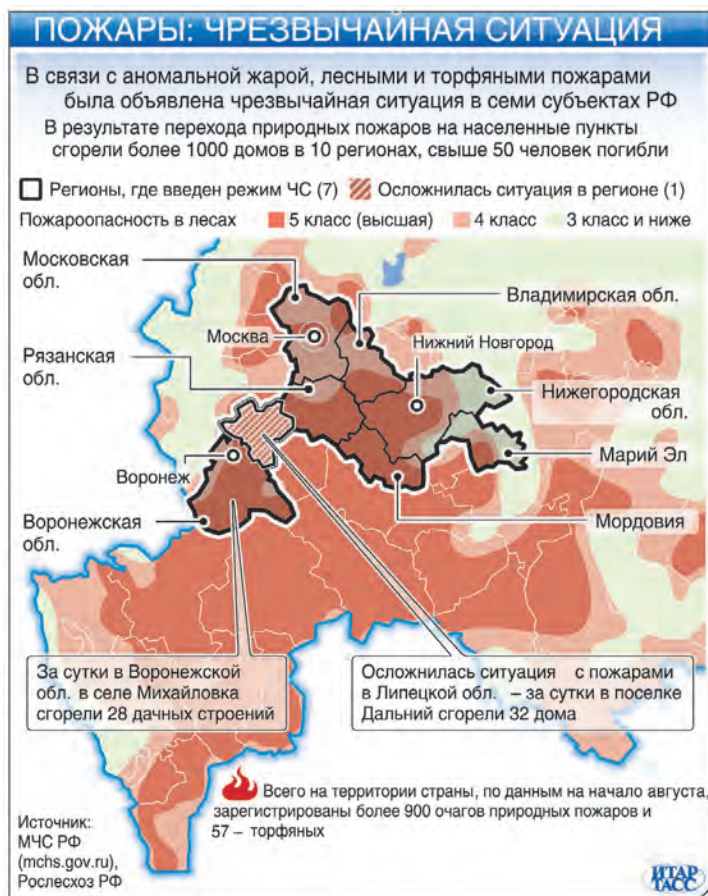 ПОЖАРЫ: ЧРЕЗВЫЧАЙНАЯ СИТУАЦИЯ
В связи с аномальной жарой, лесными и торфяными пожарами
была объявлена чрезвычайная ситуация в семи субъектах РФ
В результате перехода природных пожаров на населенные пункты
сгорели более 1000 домов в 10 регионах, свыше 50 человек погибли
Регионы, где введен режим ЧС (7) Осложнилась ситуация в регионе (1)
Пожароопасность в лесах 5 класс (высшая) 4 класс 3 класс и ниже
Московская
обл.
Владимирская обл.
Москва
Нижний Новгород
Рязанская
обл.
Нижегородская
обл.
Марий Эл
Воронеж
Мордовия
Воронежская
обл.
За сутки в Воронежской
обл. в селе Михайловка
сгорели 28 дачных строений
Осложнилась ситуация с пожарами
в Липецкой обл. – за сутки в поселке
Дальний сгорели 32 дома
Всего на территории страны, по данным на начало августа,
зарегистрированы более 900 очагов природных пожаров и
57 – торфяных
Источник:
МЧС РФ
(mchs.gov.ru),
Рослесхоз РФ
ИТАР
ТАСС